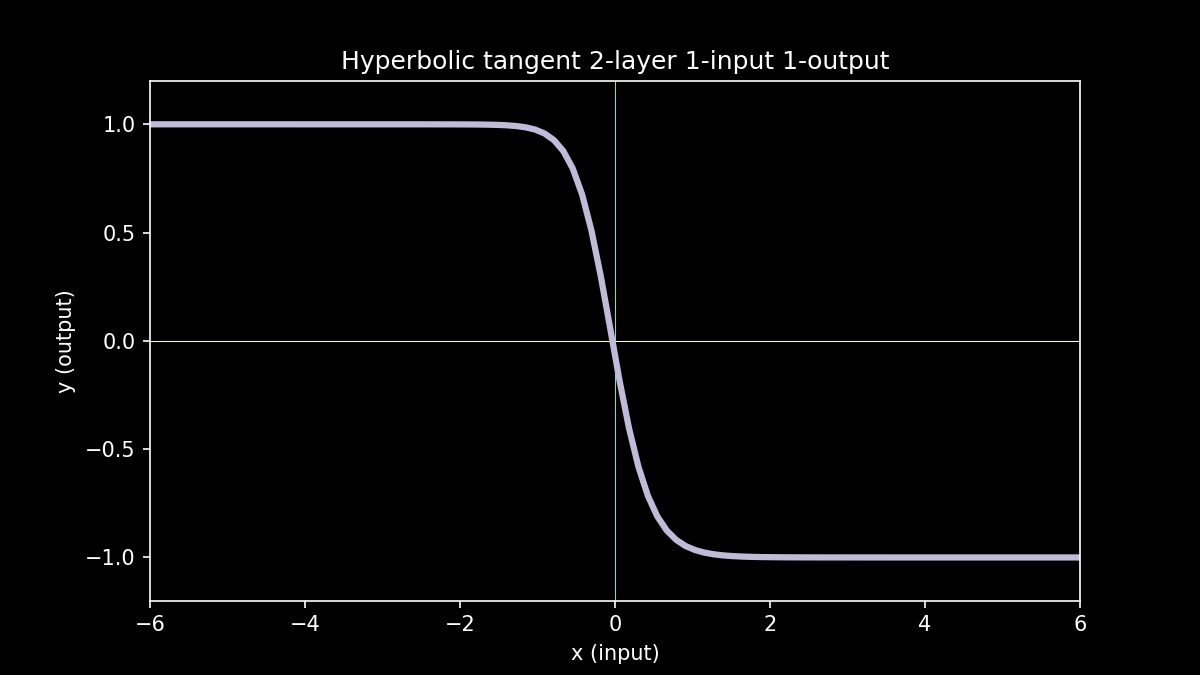 Hyperbolic tangent 2-layer 1-input 1-output
1.0
0.5
0.0
−0.5
−1.0
y (output)
−6 −4 −2 0 2 4 6
x (input)